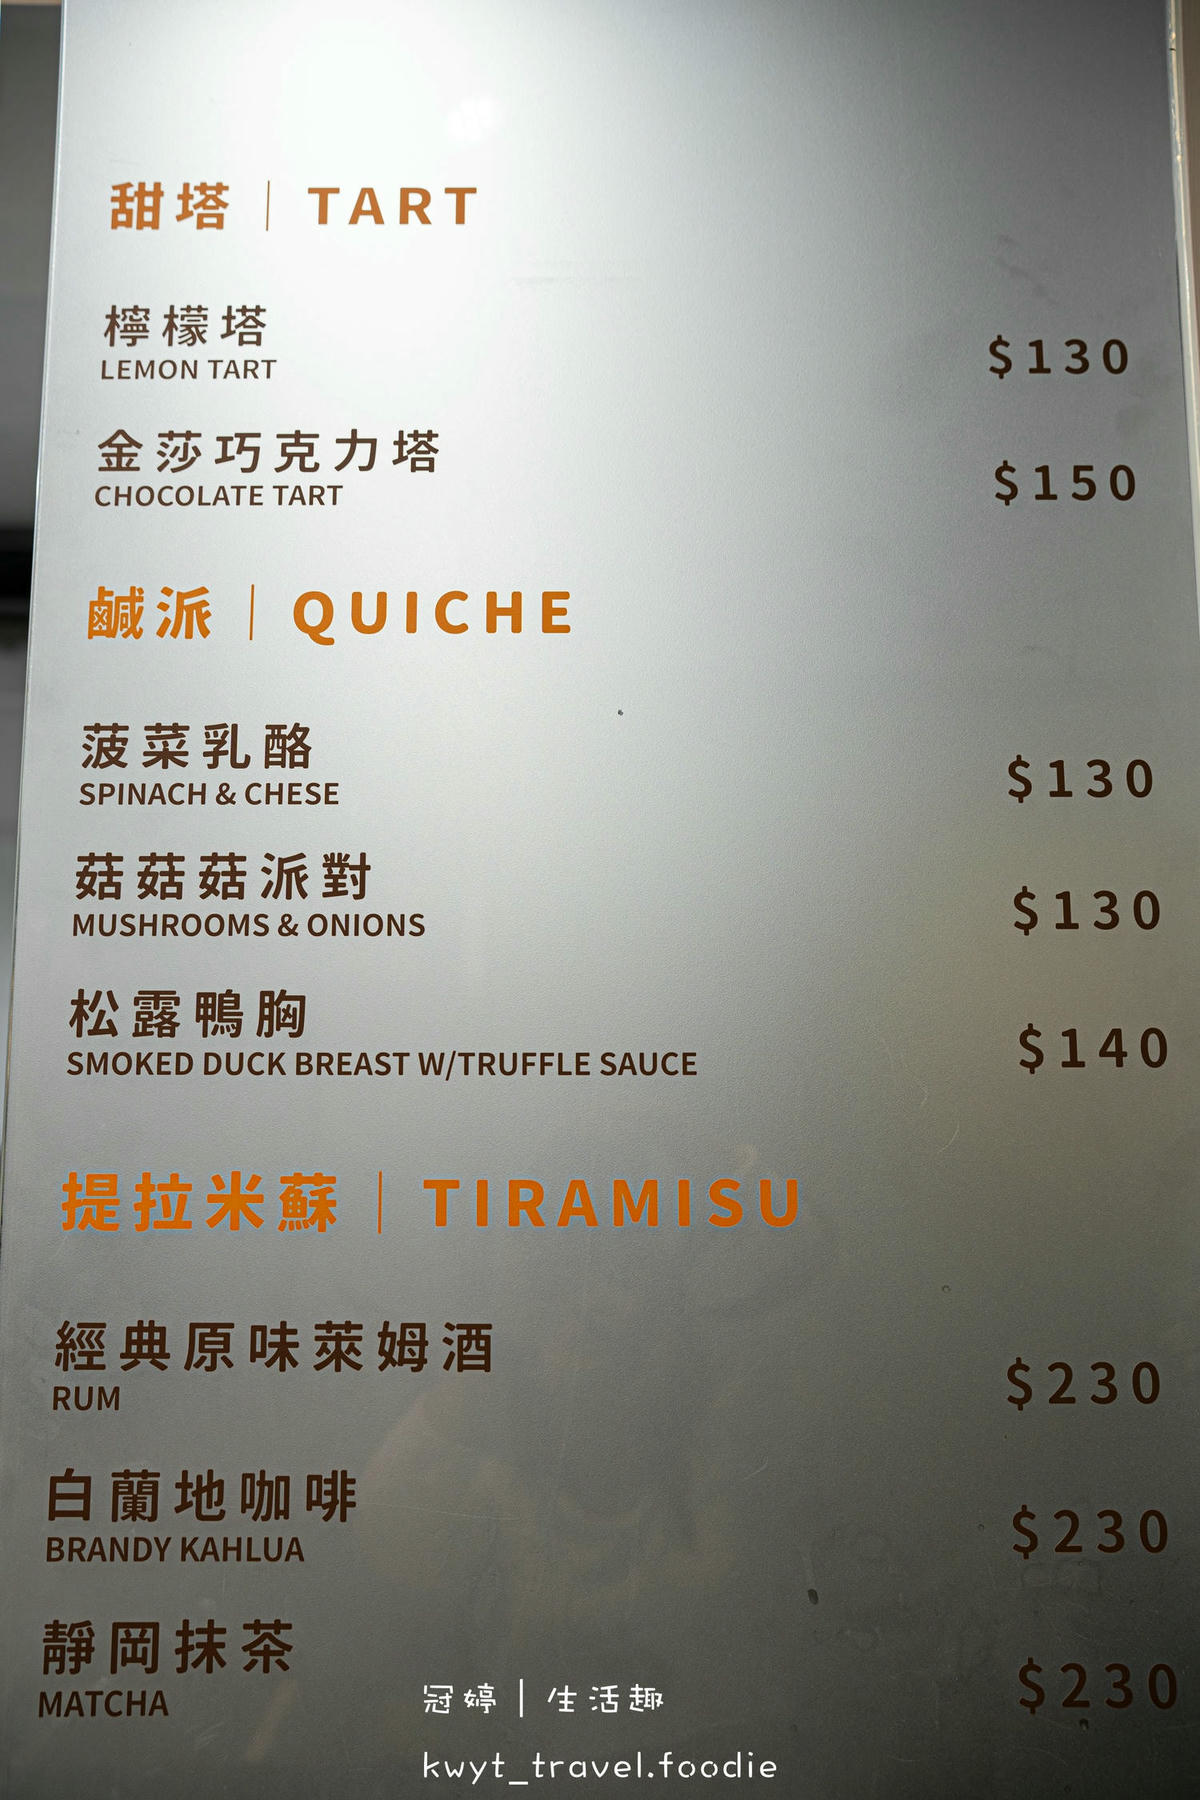 甜塔 | TART
檸檬塔
LEMON TART
$130
金莎巧克力塔
CHOCOLATE TART
$150
鹹派 | QUICHE
菠菜乳酪
SPINACH & CHESE
$130
菇菇菇派對
MUSHROOMS & ONIONS
$130
松露鴨胸
SMOKED DUCK BREAST W/TRUFFLE SAUCE
$140
提拉米蘇 | TIRAMISU
經典原味萊姆酒
RUM
$230
白蘭地咖啡
BRANDY KAHLUA
$230
靜岡抹茶
MATCHA
$230
冠婷 | 生活趣
kwyt_travel.foodie